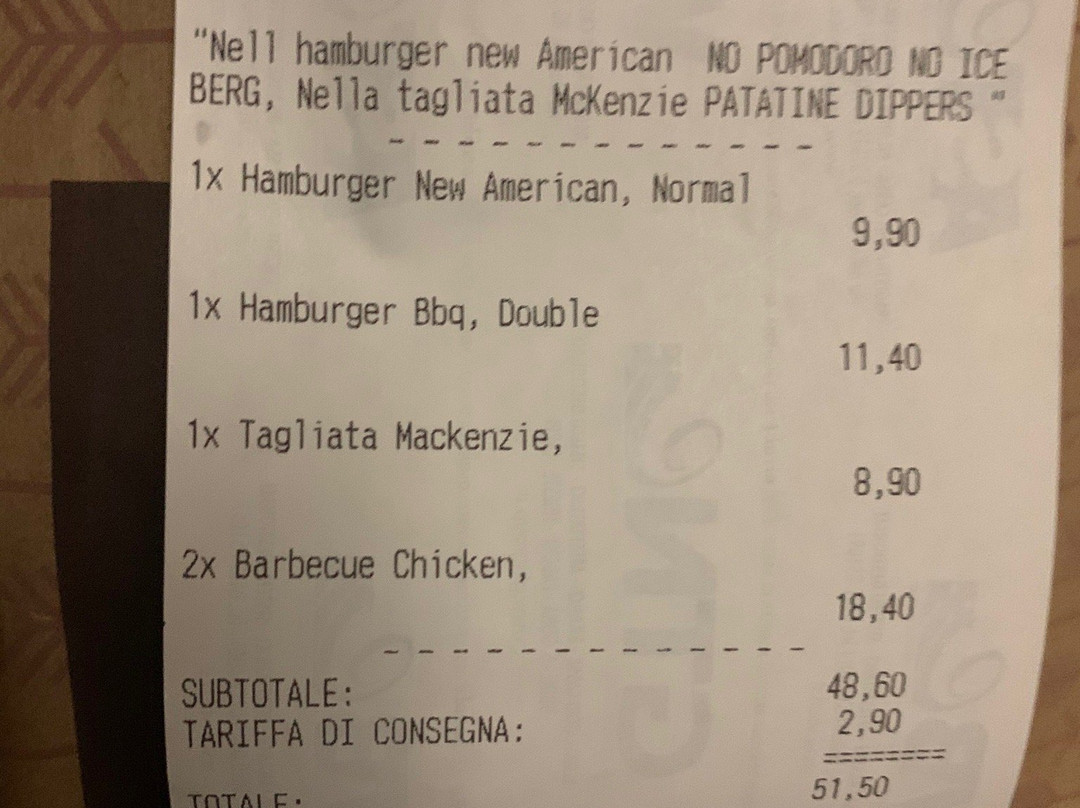 "Nell hamburger new American NO POMODORO NO ICE
BERG, Nella tagliata McKenzie PATATINE DIPPERS "
- - - - - - - - - - - - -
1x Hamburger New American, Normal
9,90
1x Hamburger Bbq, Double
11,40
1x Tagliata Mackenzie,
8,90
2x Barbecue Chicken,
18,40
- - - - - - - - - - - - -
SUBTOTALE: 48,60
TARIFFA DI CONSEGNA: 2,90
========
TOTALE: 51,50